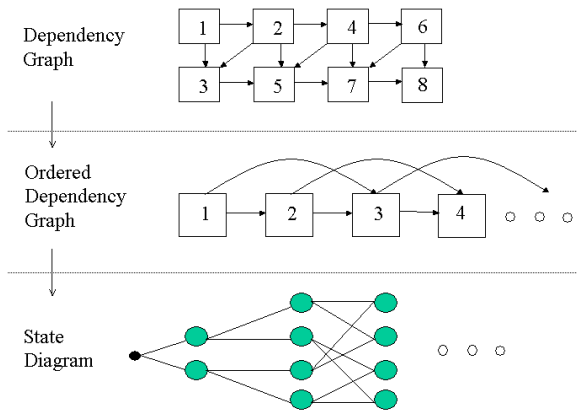 Dependency
Graph
1 2 4 6
3 5 7 8
Ordered
Dependency
Graph
1 2 3 4
State
Diagram